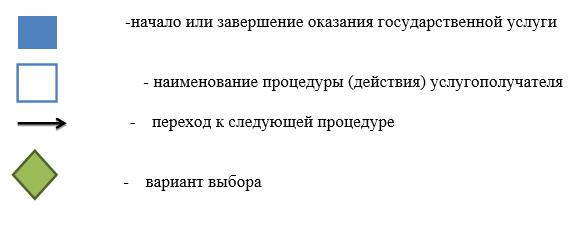 -начало или завершение оказания государственной услуги
- наименование процедуры (действия) услугополучателя
- переход к следующей процедуре
- вариант выбора